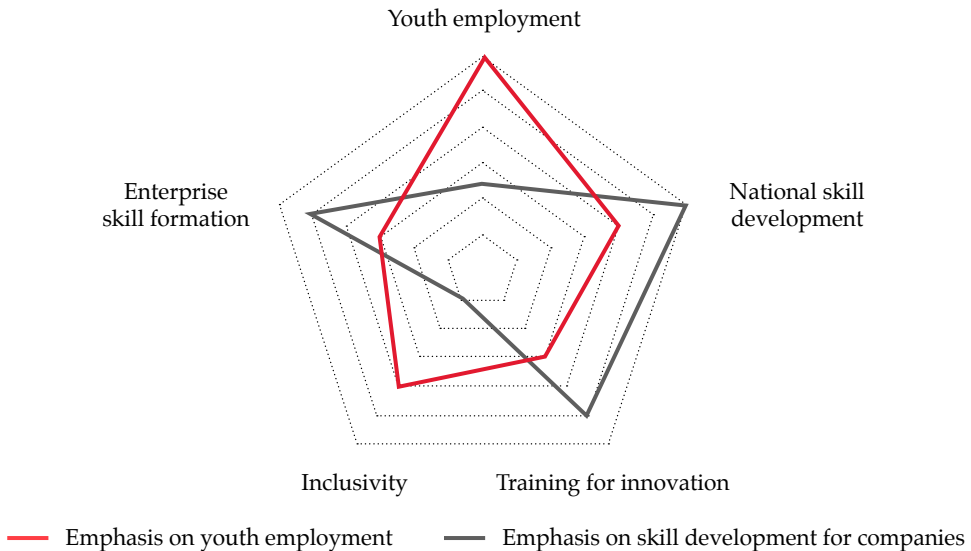 Youth employment
Enterprise
skill formation
National skill
development
Inclusivity
Training for innovation
Emphasis on youth employment
Emphasis on skill development for companies